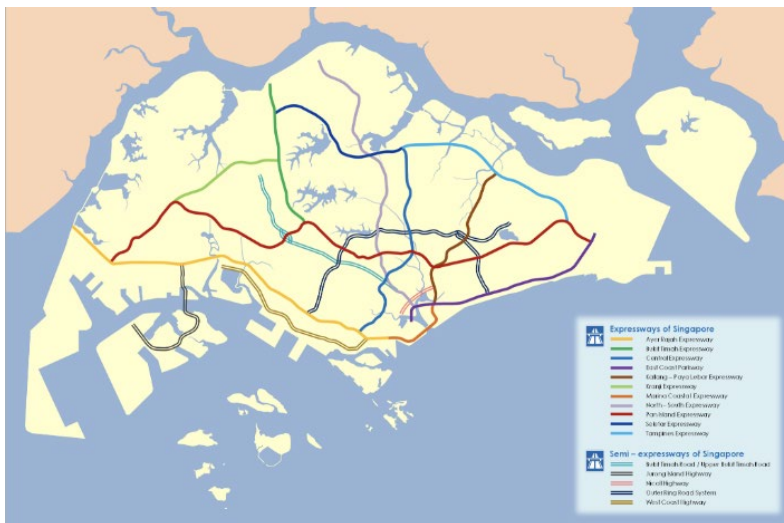 Expressways of Singapore
Ayer Rajah Expressway
Bukit Timah Expressway
Central Expressway
East Coast Parkway
Kallang – Paya Lebar Expressway
Kranji Expressway
Marina Coastal Expressway
North – South Expressway
Pan Island Expressway
Seletar Expressway
Tampines Expressway
Semi – expressways of Singapore
Bukit Timah Road / Upper Bukit Timah Road
Jurong Island Highway
Nicoll Highway
Outer Ring Road System
West Coast Highway